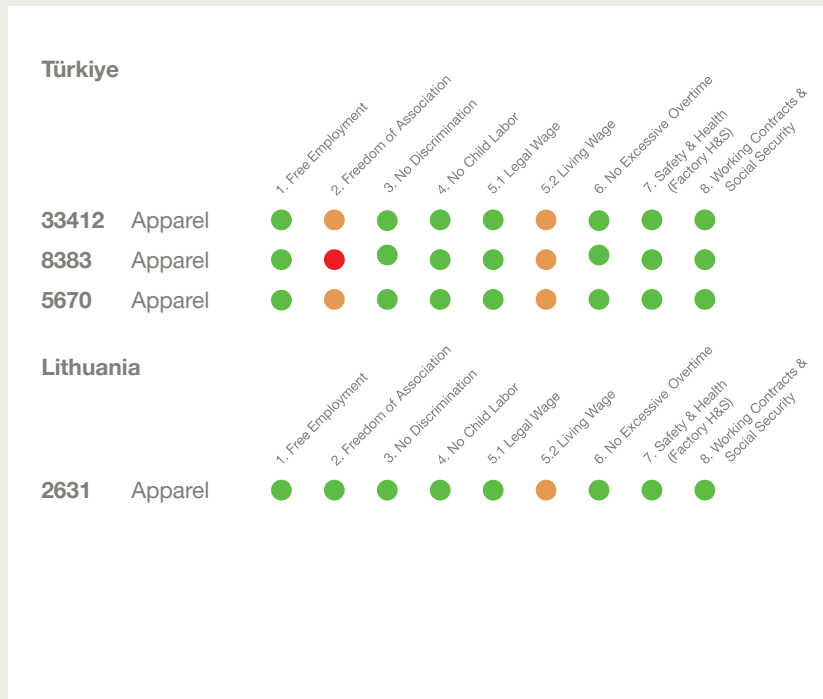 Türkiye
1. Free Employment
2. Freedom of Association
3. No Discrimination
4. No Child Labor
5.1 Legal Wage
5.2 Living Wage
6. No Excessive Overtime
7. Safety & Health
(Factory H&S)
8. Working Contracts &
Social Security
33412 Apparel
8383 Apparel
5670 Apparel
Lithuania
1. Free Employment
2. Freedom of Association
3. No Discrimination
4. No Child Labor
5.1 Legal Wage
5.2 Living Wage
6. No Excessive Overtime
7. Safety & Health
(Factory H&S)
8. Working Contracts &
Social Security
2631 Apparel